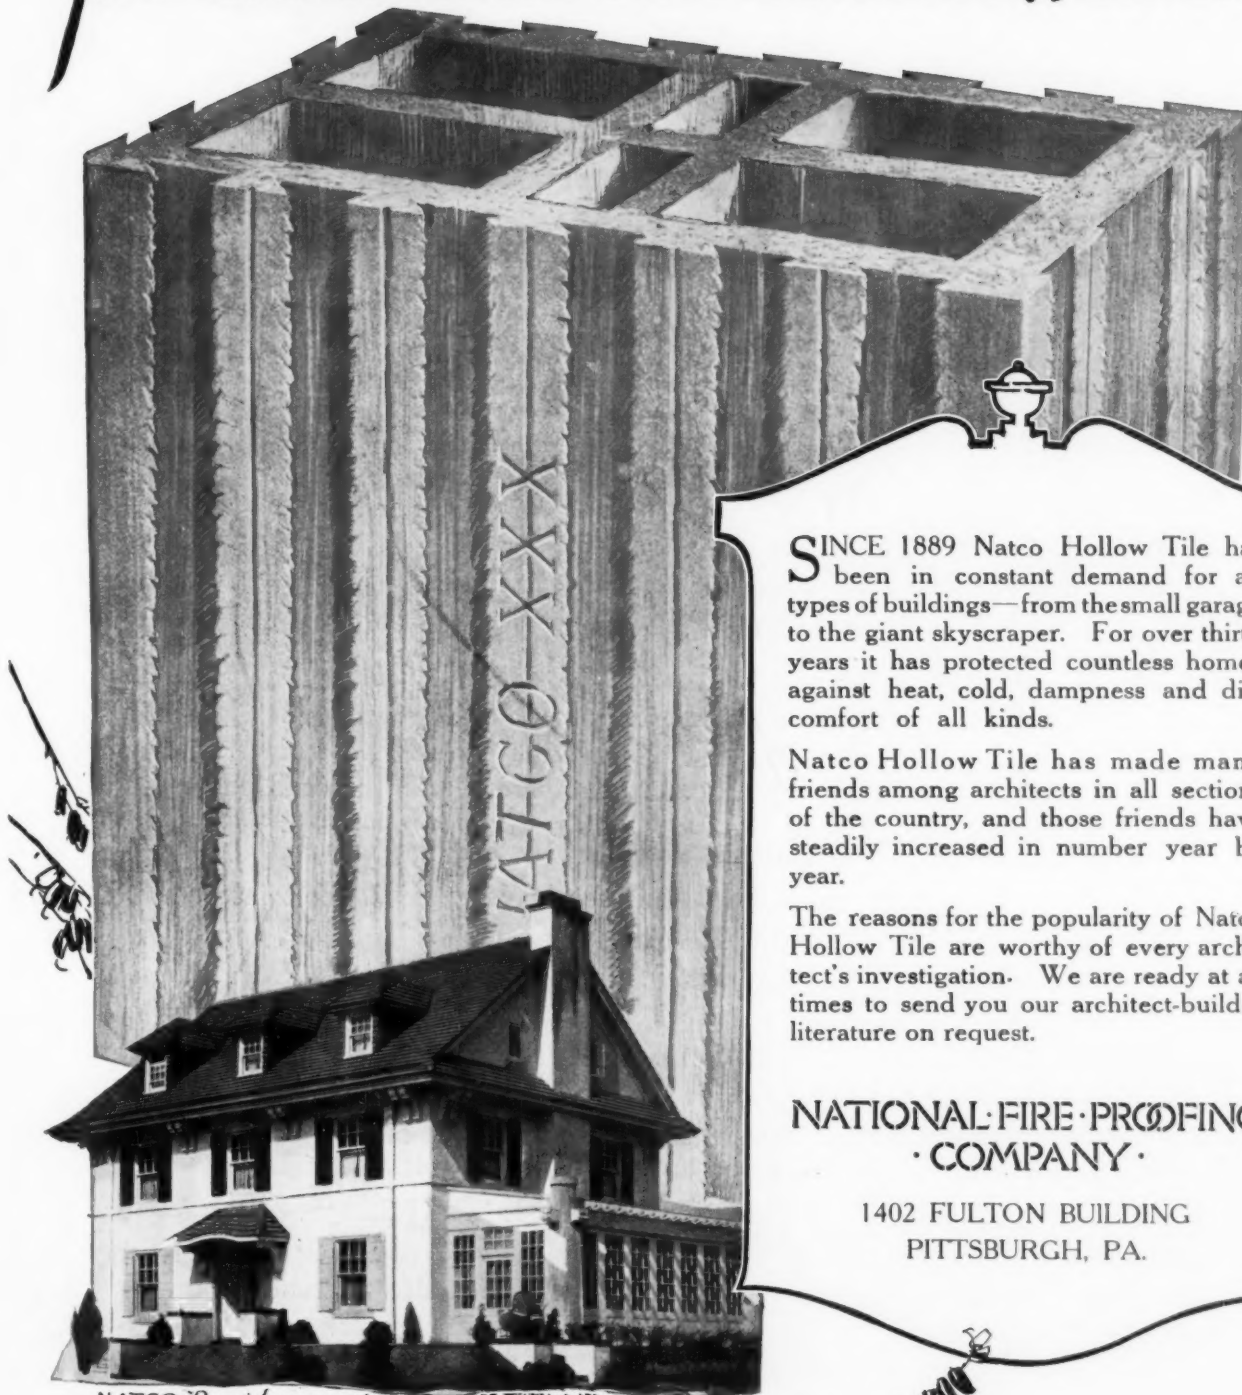 NATCO XXX
SINCE 1889 Natco Hollow Tile ha
been in constant demand for a
types of buildings—from the small garag
to the giant skyscraper. For over thirt
years it has protected countless home
against heat, cold, dampness and di
comfort of all kinds.
Natco Hollow Tile has made man
friends among architects in all section
of the country, and those friends hav
steadily increased in number year b
year.
The reasons for the popularity of Natc
Hollow Tile are worthy of every arch
tect's investigation. We are ready at a
times to send you our architect-build
literature on request.
NATIONAL·FIRE·PROOFING
·COMPANY·
1402 FULTON BUILDING
PITTSBURGH, PA.
NATCO